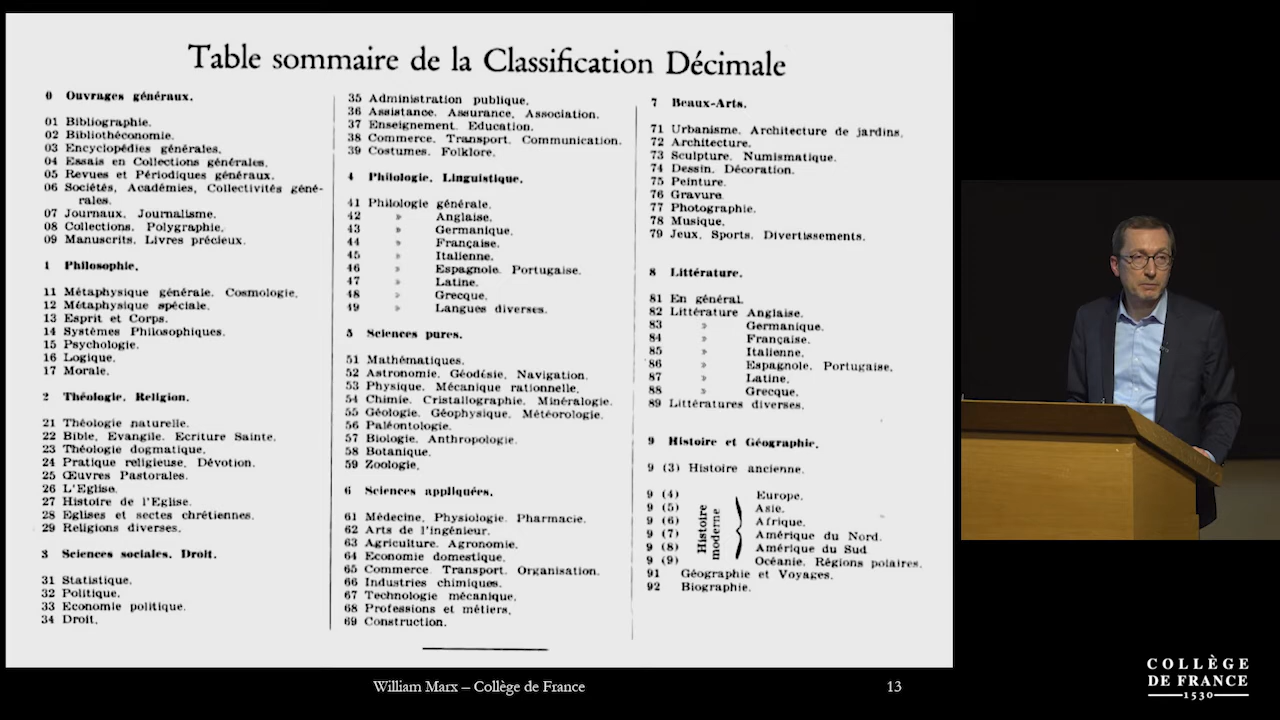 Table sommaire de la Classification Décimale
0 Ouvrages généraux.
01 Bibliographie.
02 Bibliothéconomie.
03 Encyclopédies générales.
04 Essais en Collections générales.
05 Revues et Périodiques généraux.
06 Sociétés, Académies, Collectivités géné-
rales.
07 Journaux. Journalisme.
08 Collections. Polygraphie.
09 Manuscrits. Livres précieux.
1 Philosophie.
11 Métaphysique générale. Cosmologie.
12 Métaphysique spéciale.
13 Esprit et Corps.
14 Systèmes Philosophiques.
15 Psychologie.
16 Logique.
17 Morale.
2 Théologie. Religion.
21 Théologie naturelle.
22 Bible. Evangile. Ecriture Sainte.
23 Théologie dogmatique.
24 Pratique religieuse. Dévotion.
25 Œuvres Pastorales.
26 L'Eglise.
27 Histoire de l'Eglise.
28 Eglises et sectes chrétiennes.
29 Religions diverses.
3 Sciences sociales. Droit.
31 Statistique.
32 Politique.
33 Economie politique.
34 Droit.
35 Administration publique.
36 Assistance. Assurance. Association.
37 Enseignement. Education.
38 Commerce. Transport. Communication.
39 Costumes. Folklore.
4 Philologie. Linguistique.
41 Philologie générale.
42 » Anglaise.
43 » Germanique.
44 » Française.
45 » Italienne.
46 » Espagnole. Portugaise.
47 » Latine.
48 » Grecque.
49 » Langues diverses.
5 Sciences pures.
51 Mathématiques.
52 Astronomie. Géodésie. Navigation.
53 Physique. Mécanique rationnelle.
54 Chimie. Cristallographie. Minéralogie.
55 Géologie. Géophysique. Météorologie.
56 Paléontologie.
57 Biologie. Anthropologie.
58 Botanique.
59 Zoologie.
6 Sciences appliquées.
61 Médecine. Physiologie. Pharmacie.
62 Arts de l'ingénieur.
63 Agriculture. Agronomie.
64 Economie domestique.
65 Commerce. Transport. Organisation.
66 Industries chimiques.
67 Technologie mécanique.
68 Professions et métiers.
69 Construction.
7 Beaux-Arts.
71 Urbanisme. Architecture de jardins.
72 Architecture.
73 Sculpture. Numismatique.
74 Dessin. Décoration.
75 Peinture.
76 Gravure.
77 Photographie.
78 Musique.
79 Jeux. Sports. Divertissements.
8 Littérature.
81 En général.
82 Littérature Anglaise.
83 » Germanique.
84 » Française.
85 » Italienne.
86 » Espagnole. Portugaise.
87 » Latine.
88 » Grecque.
89 Littératures diverses.
9 Histoire et Géographie.
9 (3) Histoire ancienne.
Histoire moderne
9 (4) Europe.
9 (5) Asie.
9 (6) Afrique.
9 (7) Amérique du Nord.
9 (8) Amérique du Sud
9 (9) Océanie. Régions polaires.
91 Géographie et Voyages.
92 Biographie.
William Marx – Collège de France
13
COLLÈGE
DE FRANCE
1530